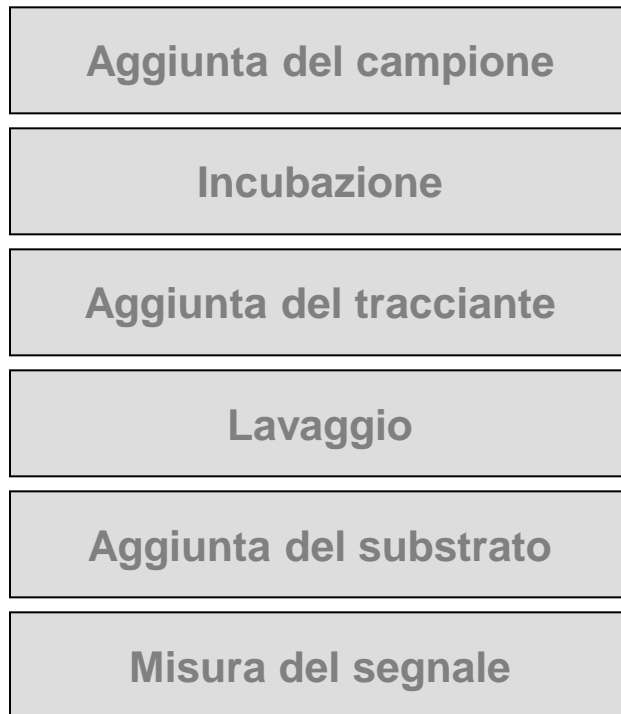 Aggiunta del campione
Incubazione
Aggiunta del tracciante
Lavaggio
Aggiunta del substrato
Misura del segnale